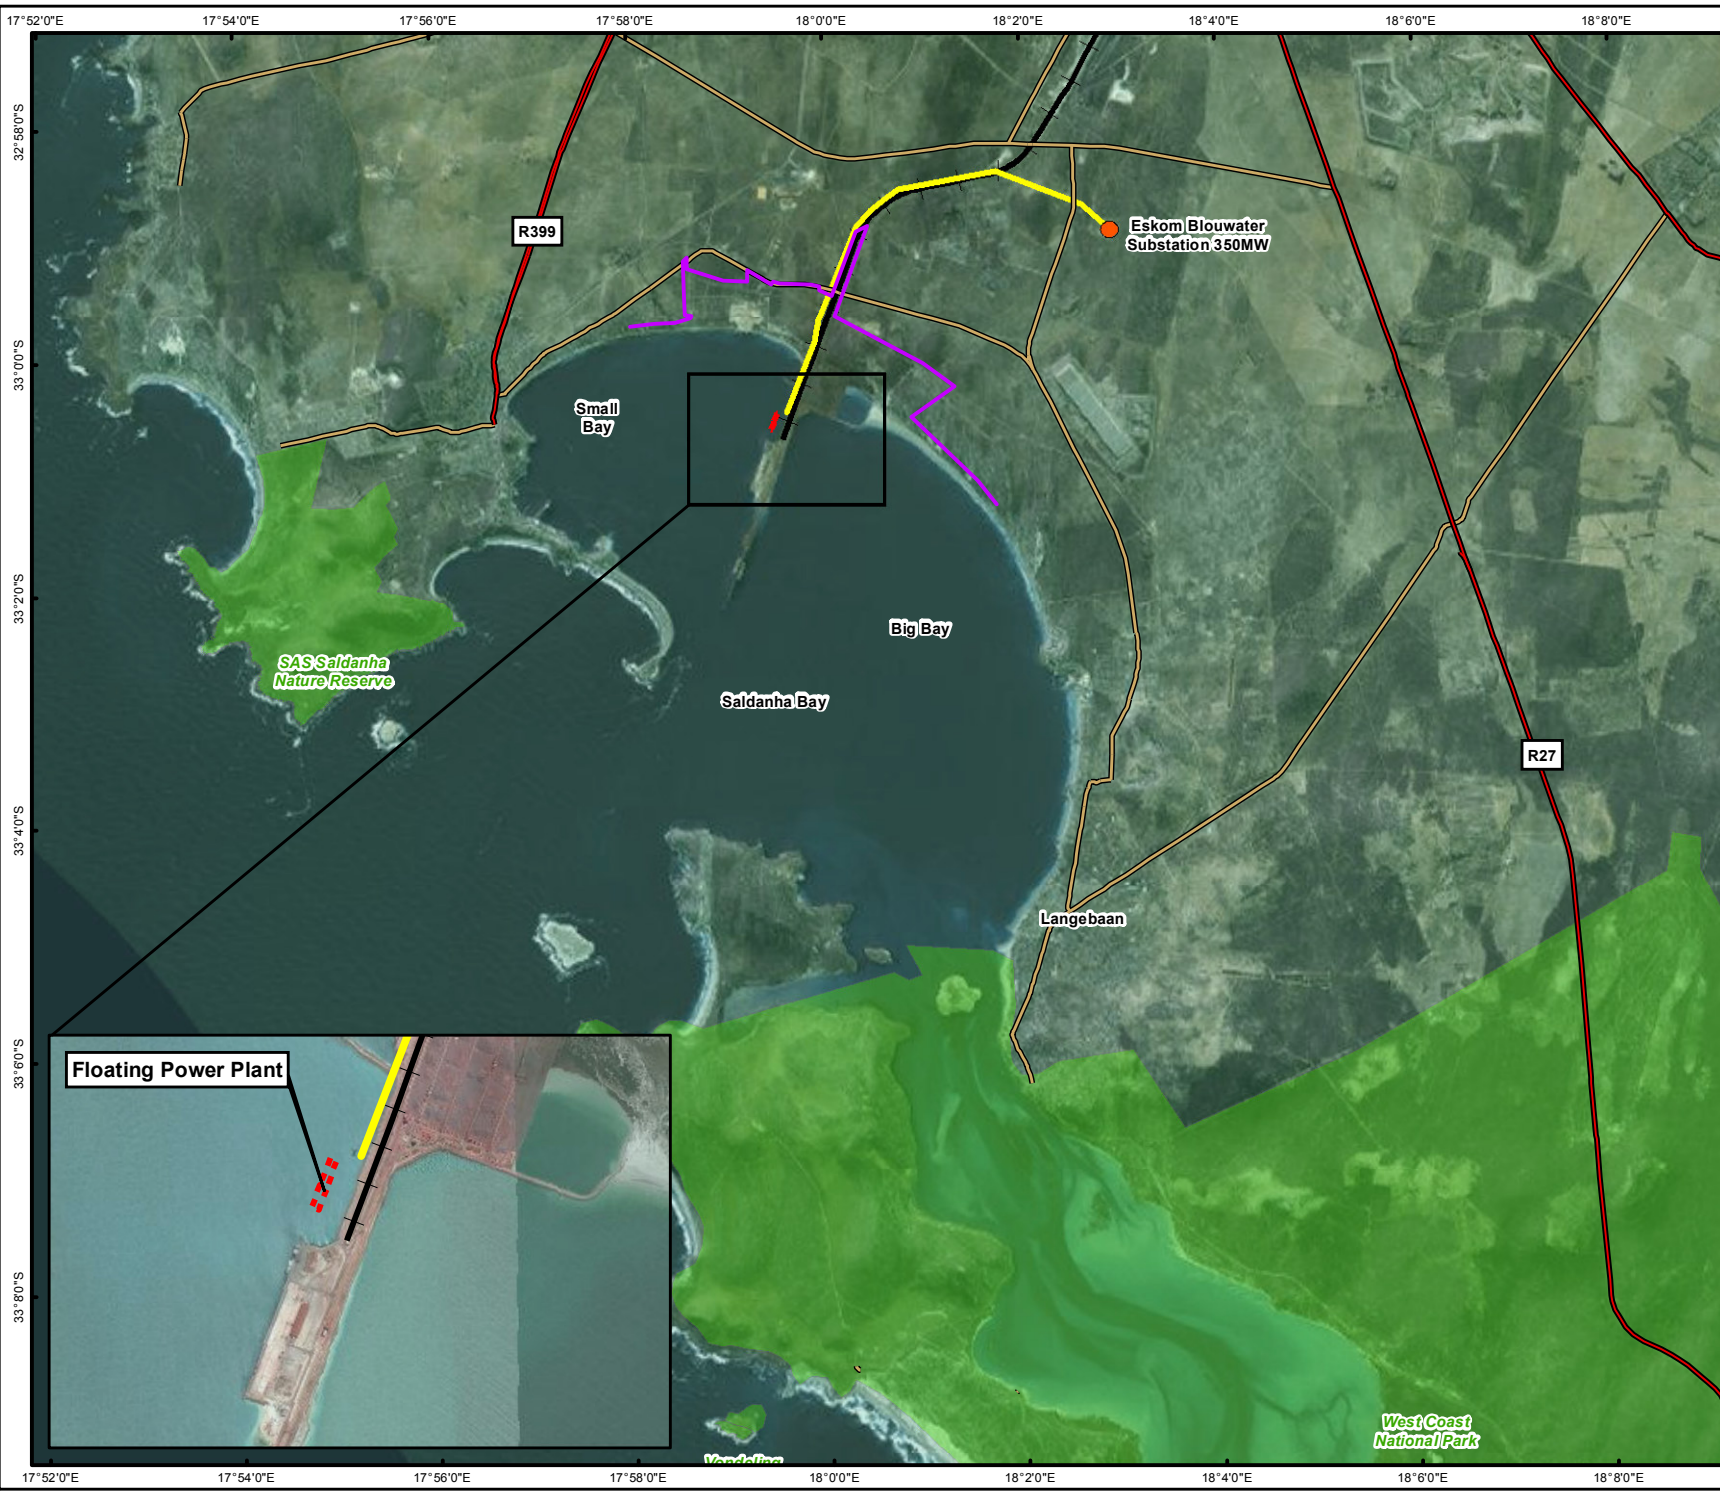 17°52'0"E 17°54'0"E 17°56'0"E 17°58'0"E 18°0'0"E 18°2'0"E 18°4'0"E 18°6'0"E 18°8'0"E
32°58'0"S
R399
Eskom Blouwater
Substation 350MW
33°0'0"S
Small
Bay
33°2'0"S
Big Bay
SAS Saldanha
Nature Reserve
Saldanha Bay
R27
33°4'0"S
Langebaan
33°6'0"S
Floating Power Plant
33°8'0"S
West Coast
National Park
Vondeling
17°52'0"E 17°54'0"E 17°56'0"E 17°58'0"E 18°0'0"E 18°2'0"E 18°4'0"E 18°6'0"E 18°8'0"E